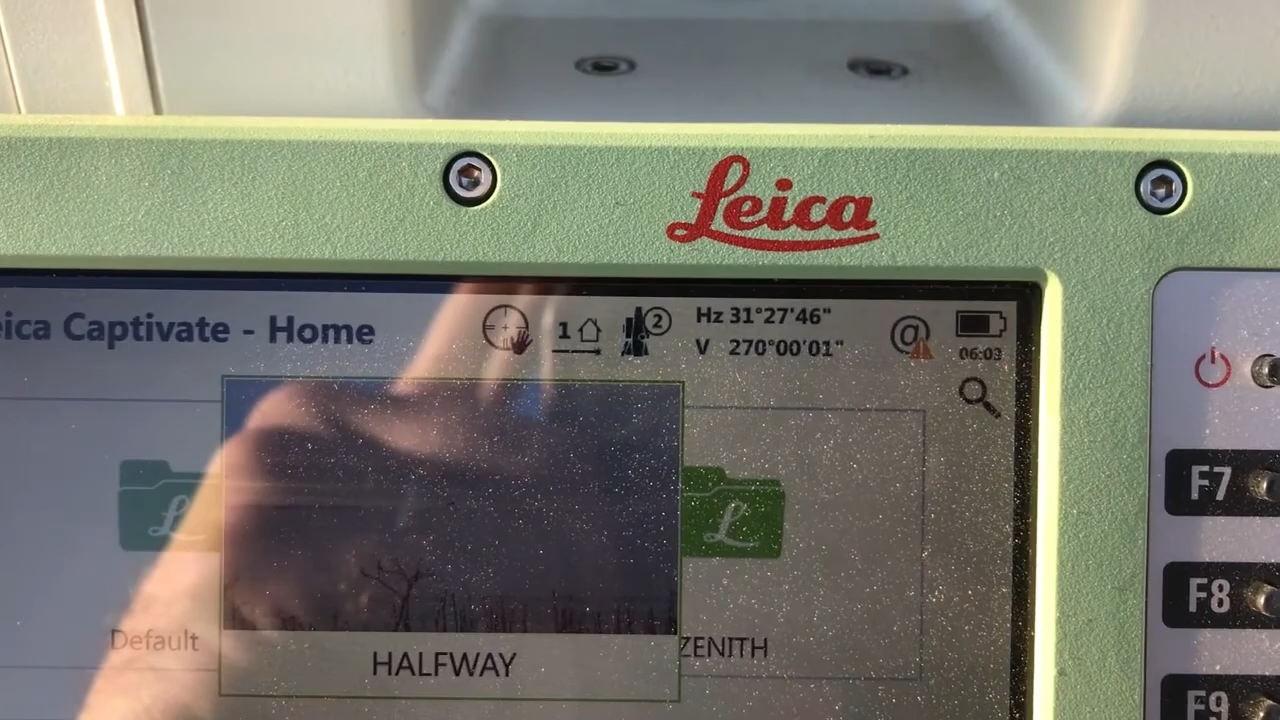 Leica
eica Captivate - Home
1
2
Hz 31°27'46"
V 270°00'01"
@
06:03
F7
L
L
F8
Default
HALFWAY
ZENITH
F9